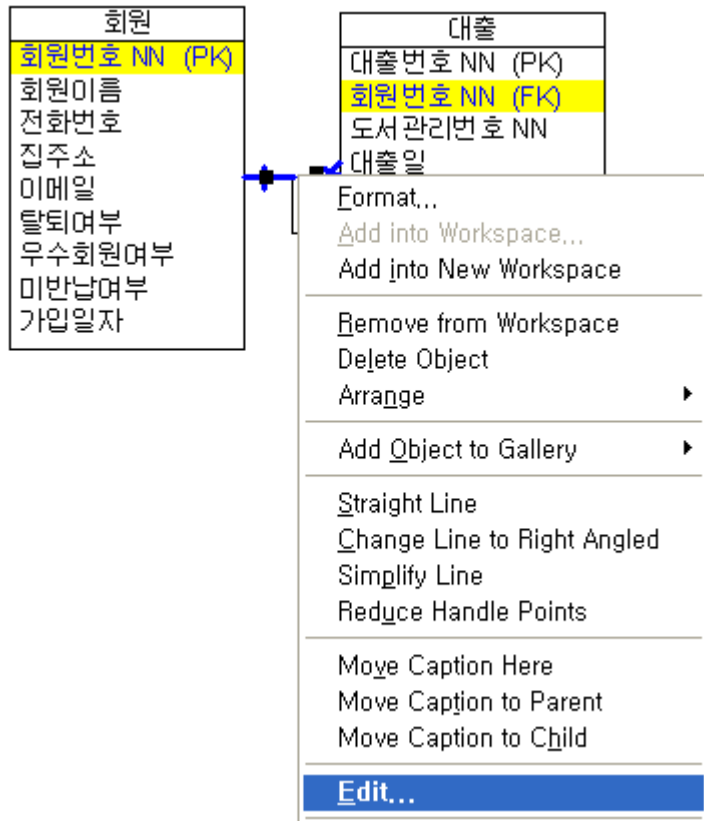 회원
회원번호 NN (PK)
회원이름
전화번호
집주소
이메일
탈퇴여부
우수회원여부
미반납여부
가입일자
대출
대출번호 NN (PK)
회원번호 NN (FK)
도서관리번호 NN
대출일
Format...
Add into Workspace...
Add into New Workspace
Remove from Workspace
Delete Object
Arrange
Add Object to Gallery
Straight Line
Change Line to Right Angled
Simplify Line
Reduce Handle Points
Move Caption Here
Move Caption to Parent
Move Caption to Child
Edit...